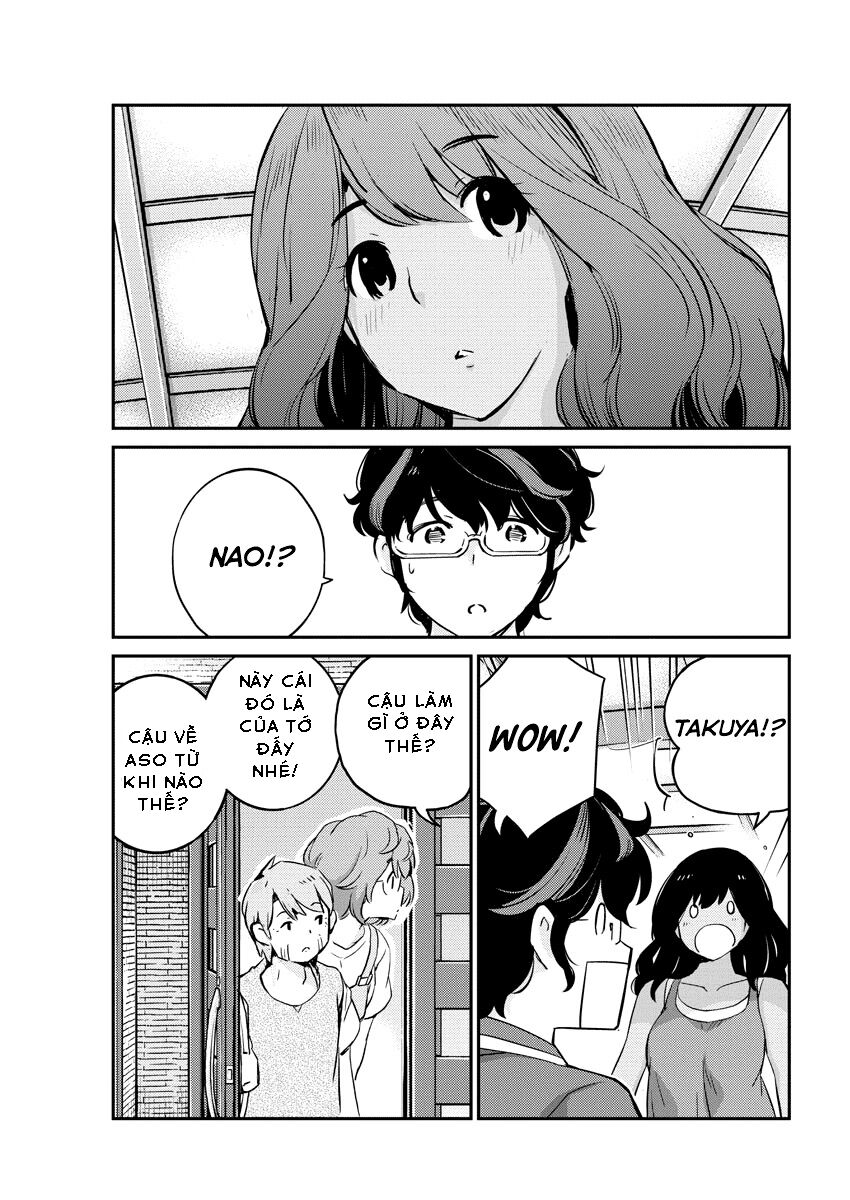 NAO!?
TAKUYA!?
WOW!
CẬU LÀM
GÌ Ở ĐÂY
THẾ?
NÀY CÁI
ĐÓ LÀ
CỦA TỚ
ĐẤY
NHÉ!
CẬU VỀ
ASO TỪ
KHI NÀO
THẾ?